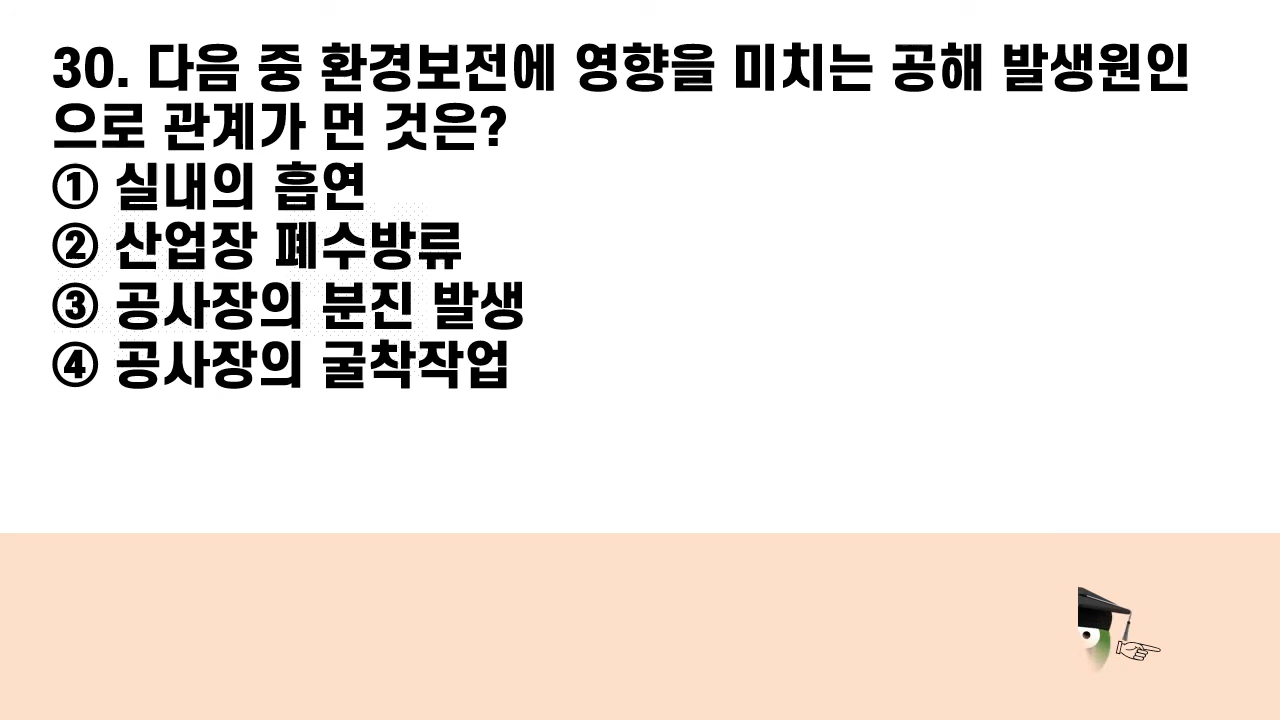 30. 다음 중 환경보전에 영향을 미치는 공해 발생원인
으로 관계가 먼 것은?
① 실내의 흡연
② 산업장 폐수방류
③ 공사장의 분진 발생
④ 공사장의 굴착작업